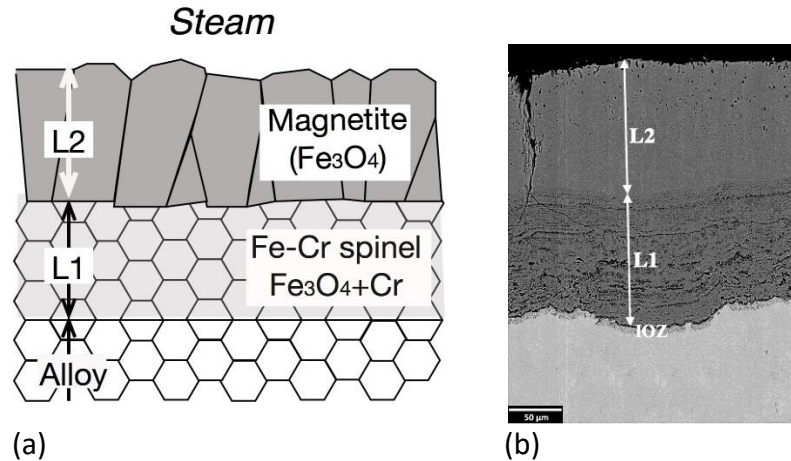 Steam
L2
Magnetite
(Fe3O4)
L1
Fe-Cr spinel
Fe3O4+Cr
Alloy
(a)
L2
L1
IOZ
50 µm
(b)